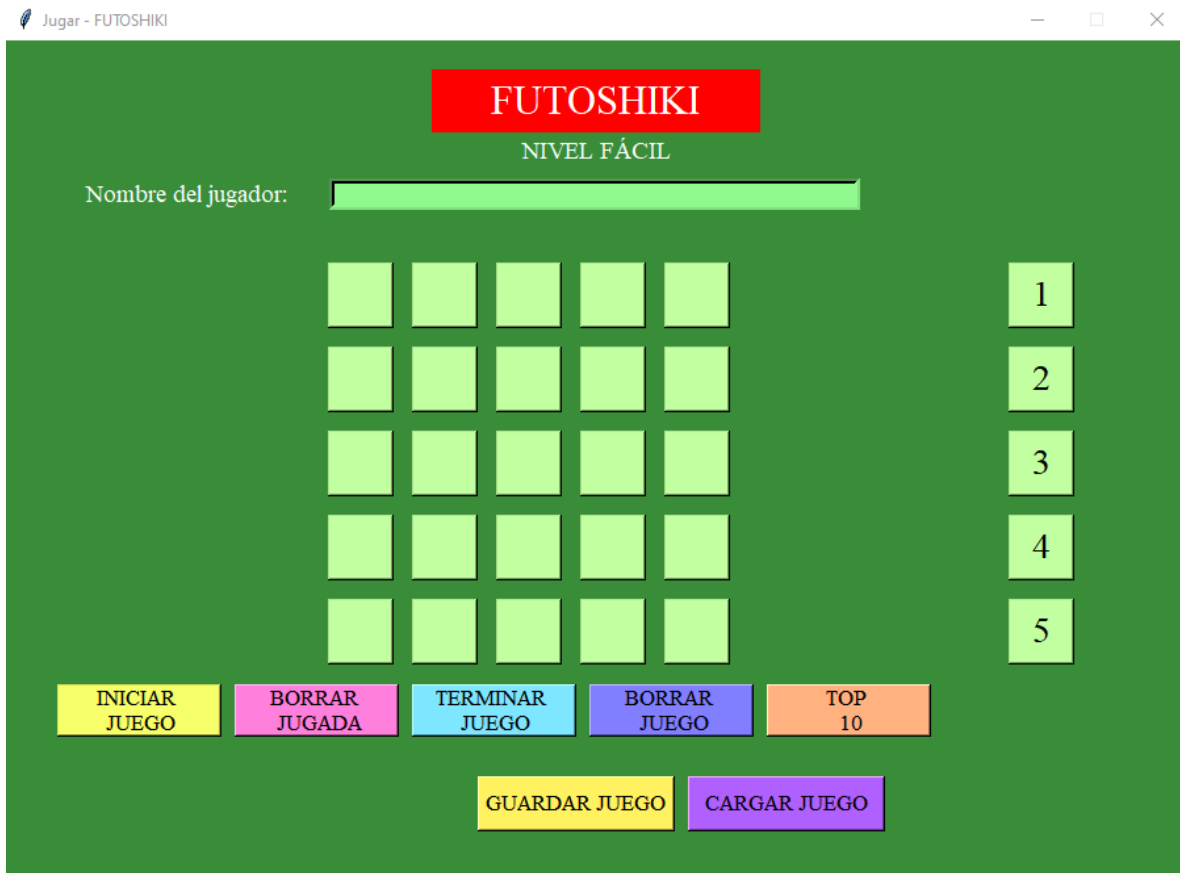 Jugar - FUTOSHIKI
FUTOSHIKI
NIVEL FÁCIL
Nombre del jugador:
1
2
3
4
5
INICIAR
JUEGO
BORRAR
JUGADA
TERMINAR
JUEGO
BORRAR
JUEGO
TOP
10
GUARDAR JUEGO
CARGAR JUEGO